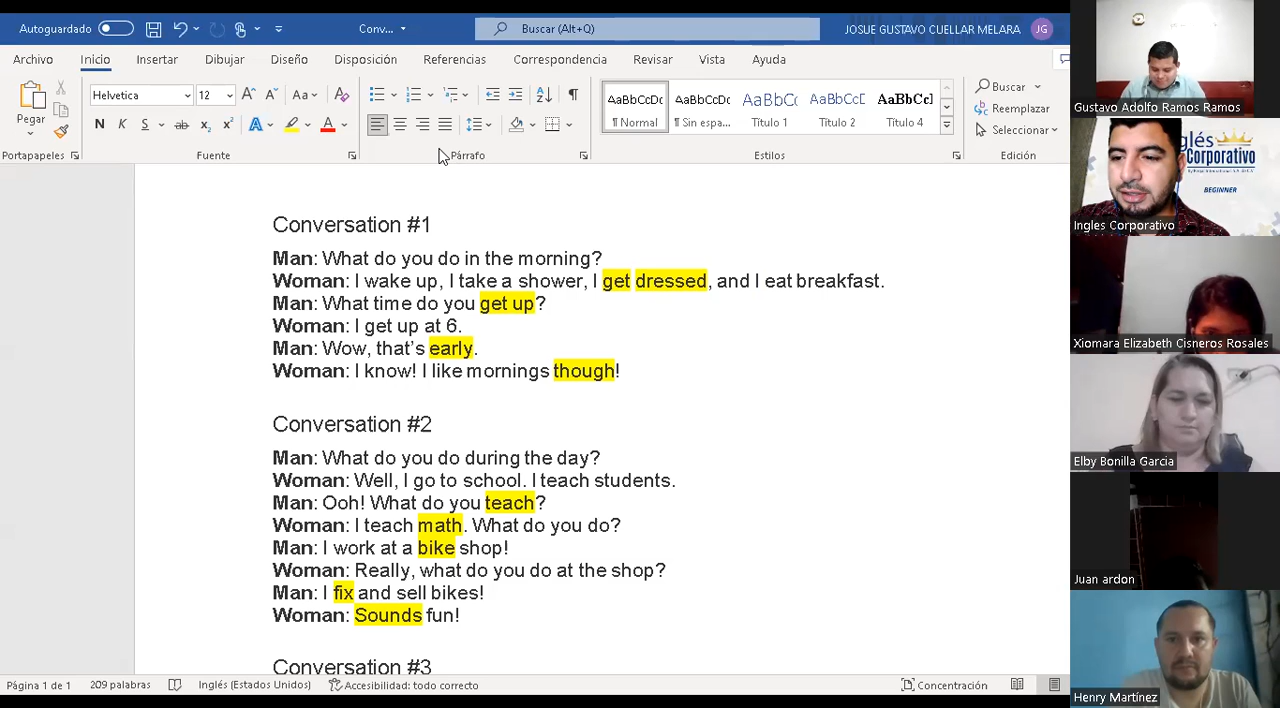 Autoguardado Conv... Buscar (Alt+Q) JOSUE GUSTAVO CUELLAR MELARA JG
Archivo Inicio Insertar Dibujar Diseño Disposición Referencias Correspondencia Revisar Vista Ayuda
Pegar
Helvetica 12
N K S
AaBbCcDc AaBbCcDc AaBbC AaBbCcD AaBbC
¶ Normal ¶ Sin espa... Título 1 Título 2 Título 4
Buscar
Reemplazar
Seleccionar
Portapapeles Fuente Párrafo Estilos Edición
Conversation #1
Man: What do you do in the morning?
Woman: I wake up, I take a shower, I get dressed, and I eat breakfast.
Man: What time do you get up?
Woman: I get up at 6.
Man: Wow, that’s early.
Woman: I know! I like mornings though!
Conversation #2
Man: What do you do during the day?
Woman: Well, I go to school. I teach students.
Man: Ooh! What do you teach?
Woman: I teach math. What do you do?
Man: I work at a bike shop!
Woman: Really, what do you do at the shop?
Man: I fix and sell bikes!
Woman: Sounds fun!
Conversation #3
Página 1 de 1 209 palabras Inglés (Estados Unidos) Accesibilidad: todo correcto Concentración
Gustavo Adolfo Ramos Ramos
Corporativo
BEGINNER
Ingles Corporativo
Xiomara Elizabeth Cisneros Rosales
Elby Bonilla Garcia
Juan ardon
Henry Martínez